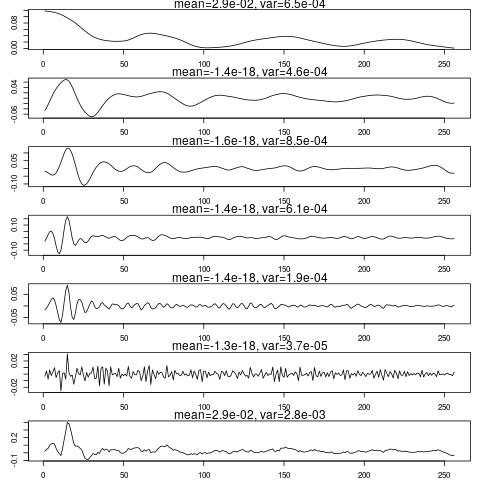 mean=2.9e-02, var=6.5e-04
0.00 0.08
0 50 100 150 200 250
mean=-1.4e-18, var=4.6e-04
-0.06 0.04
0 50 100 150 200 250
mean=-1.6e-18, var=8.5e-04
-0.10 0.05
0 50 100 150 200 250
mean=-1.4e-18, var=6.1e-04
-0.10 0.10
0 50 100 150 200 250
mean=-1.4e-18, var=1.9e-04
-0.05 0.05
0 50 100 150 200 250
mean=-1.3e-18, var=3.7e-05
-0.02 0.02
0 50 100 150 200 250
mean=2.9e-02, var=2.8e-03
-0.1 0.2
0 50 100 150 200 250